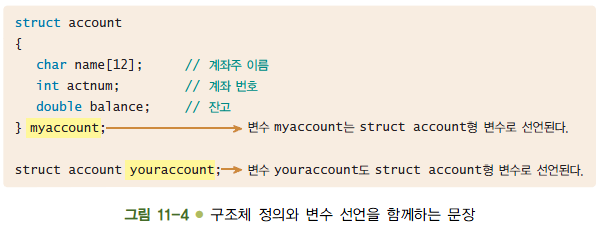 struct account
{
char name[12]; // 계좌주 이름
int actnum; // 계좌 번호
double balance; // 잔고
} myaccount; 변수 myaccount는 struct account형 변수로 선언된다.
struct account youraccount; 변수 youraccount도 struct account형 변수로 선언된다.
그림 11-4 ● 구조체 정의와 변수 선언을 함께하는 문장